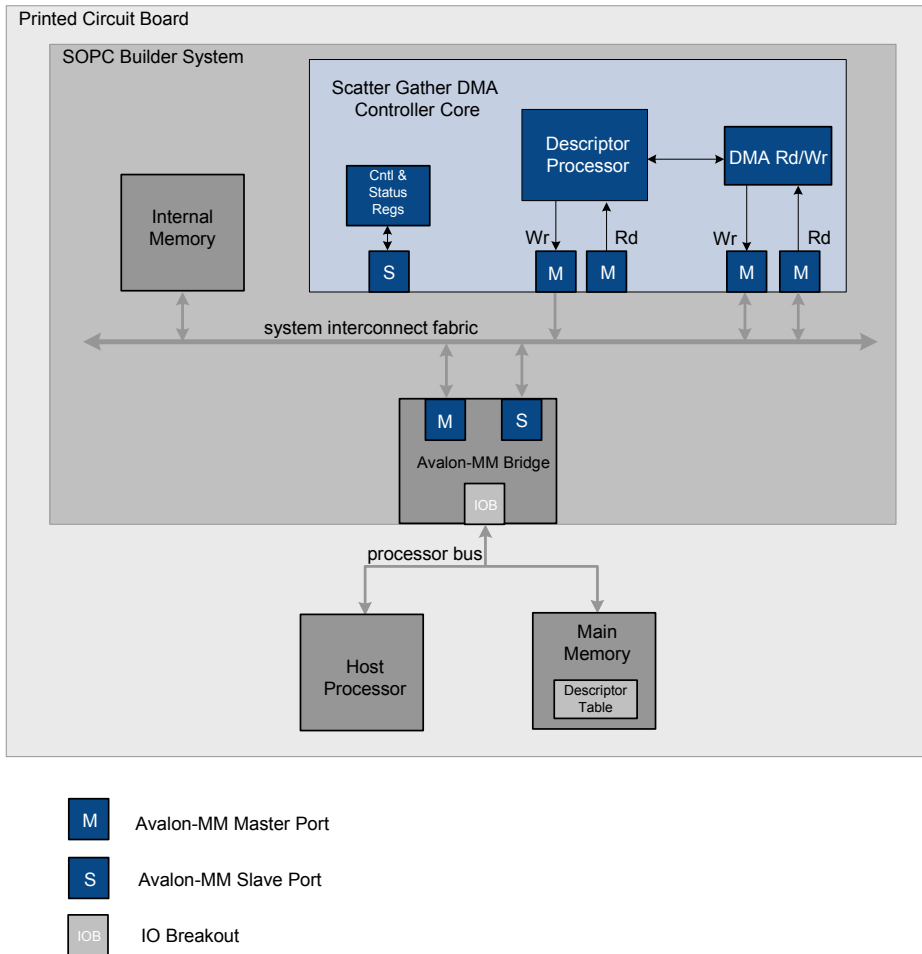 Printed Circuit Board
SOPC Builder System
Scatter Gather DMA
Controller Core
Descriptor
Processor
DMA Rd/Wr
Cntl &
Status
Regs
Internal
Memory
Wr
Rd
Wr
Rd
S
M
M
M
M
system interconnect fabric
M
S
Avalon-MM Bridge
IOB
processor bus
Host
Processor
Main
Memory
Descriptor
Table
M
Avalon-MM Master Port
S
Avalon-MM Slave Port
IOB
IO Breakout